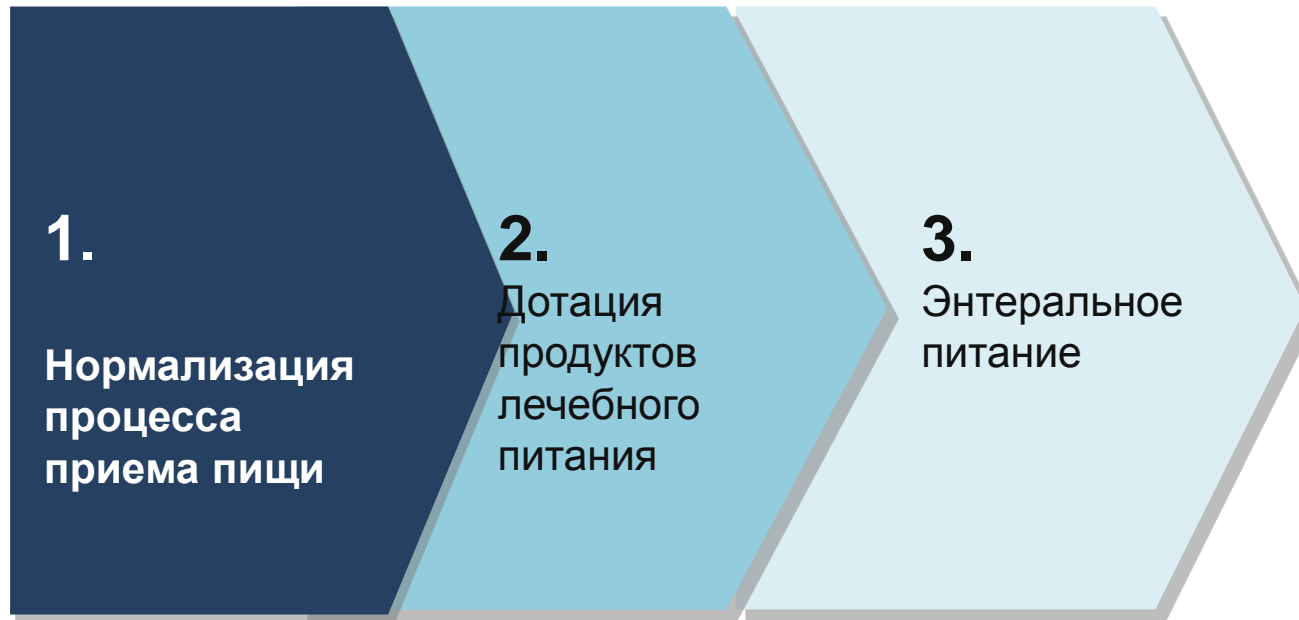 1.
Нормализация
процесса
приема пищи
2.
Дотация
продуктов
лечебного
питания
3.
Энтеральное
питание